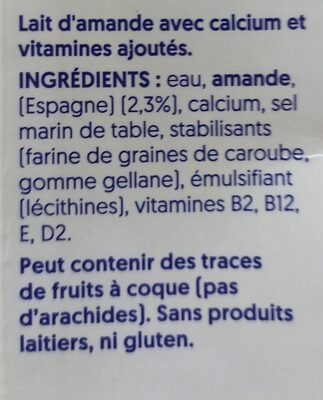 Lait d'amande avec calcium et
vitamines ajoutés.
INGRÉDIENTS : eau, amande,
(Espagne) (2,3%), calcium, sel
marin de table, stabilisants
(farine de graines de caroube,
gomme gellane), émulsifiant
(lécithines), vitamines B2, B12,
E, D2.
Peut contenir des traces
de fruits à coque (pas
d'arachides). Sans produits
laitiers, ni gluten.